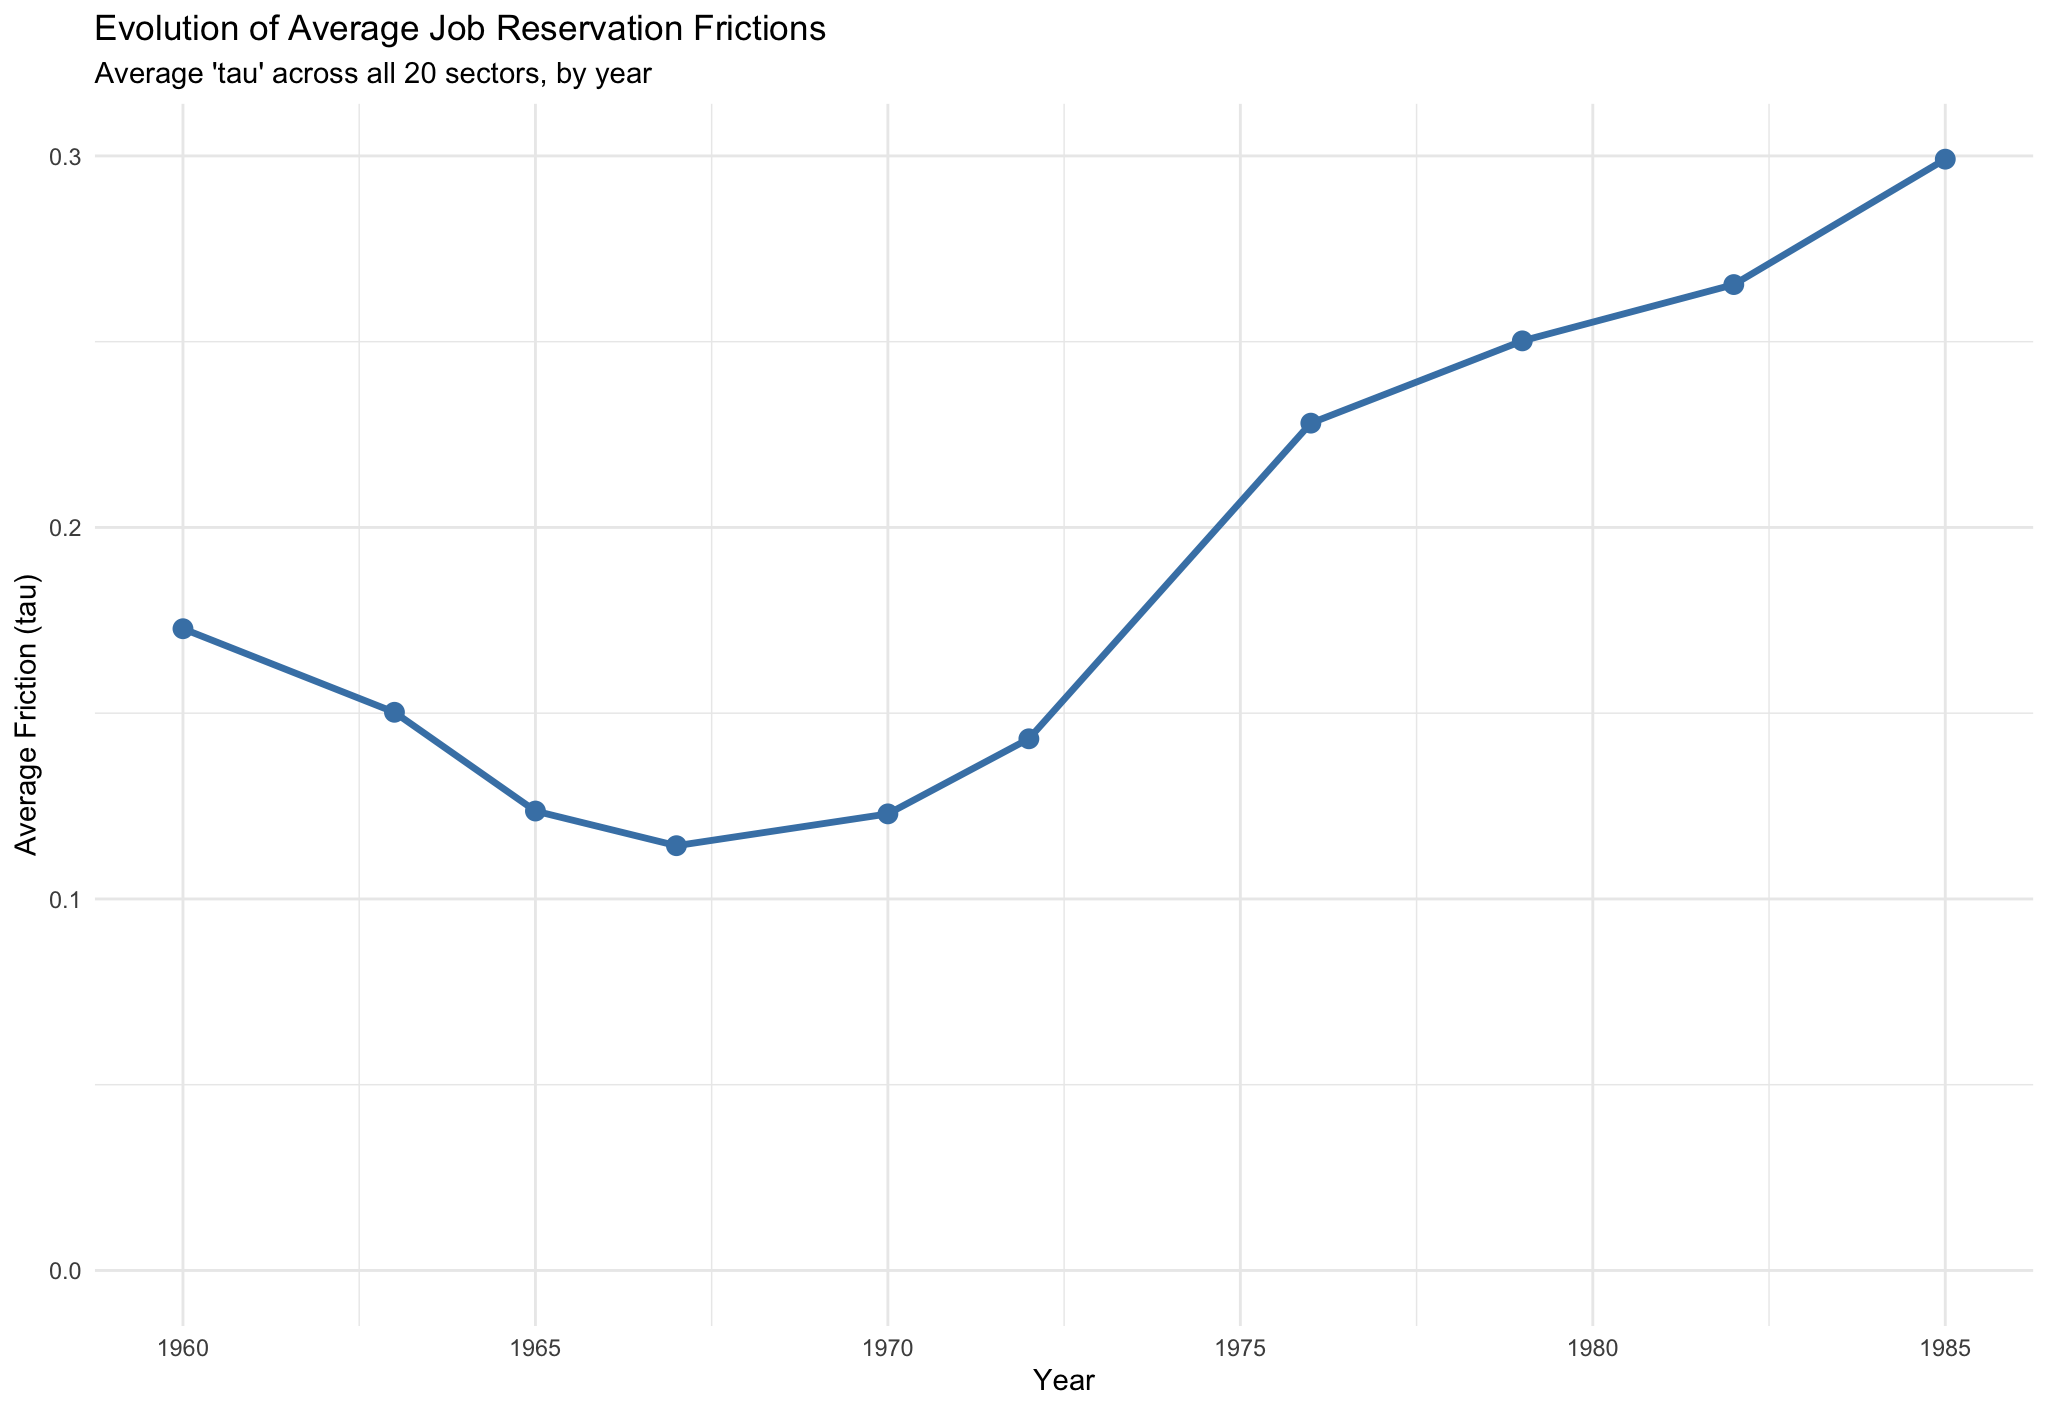 Evolution of Average Job Reservation Frictions
Average 'tau' across all 20 sectors, by year
Average Friction (tau)
0.3
0.2
0.1
0.0
1960 1965 1970 1975 1980 1985
Year